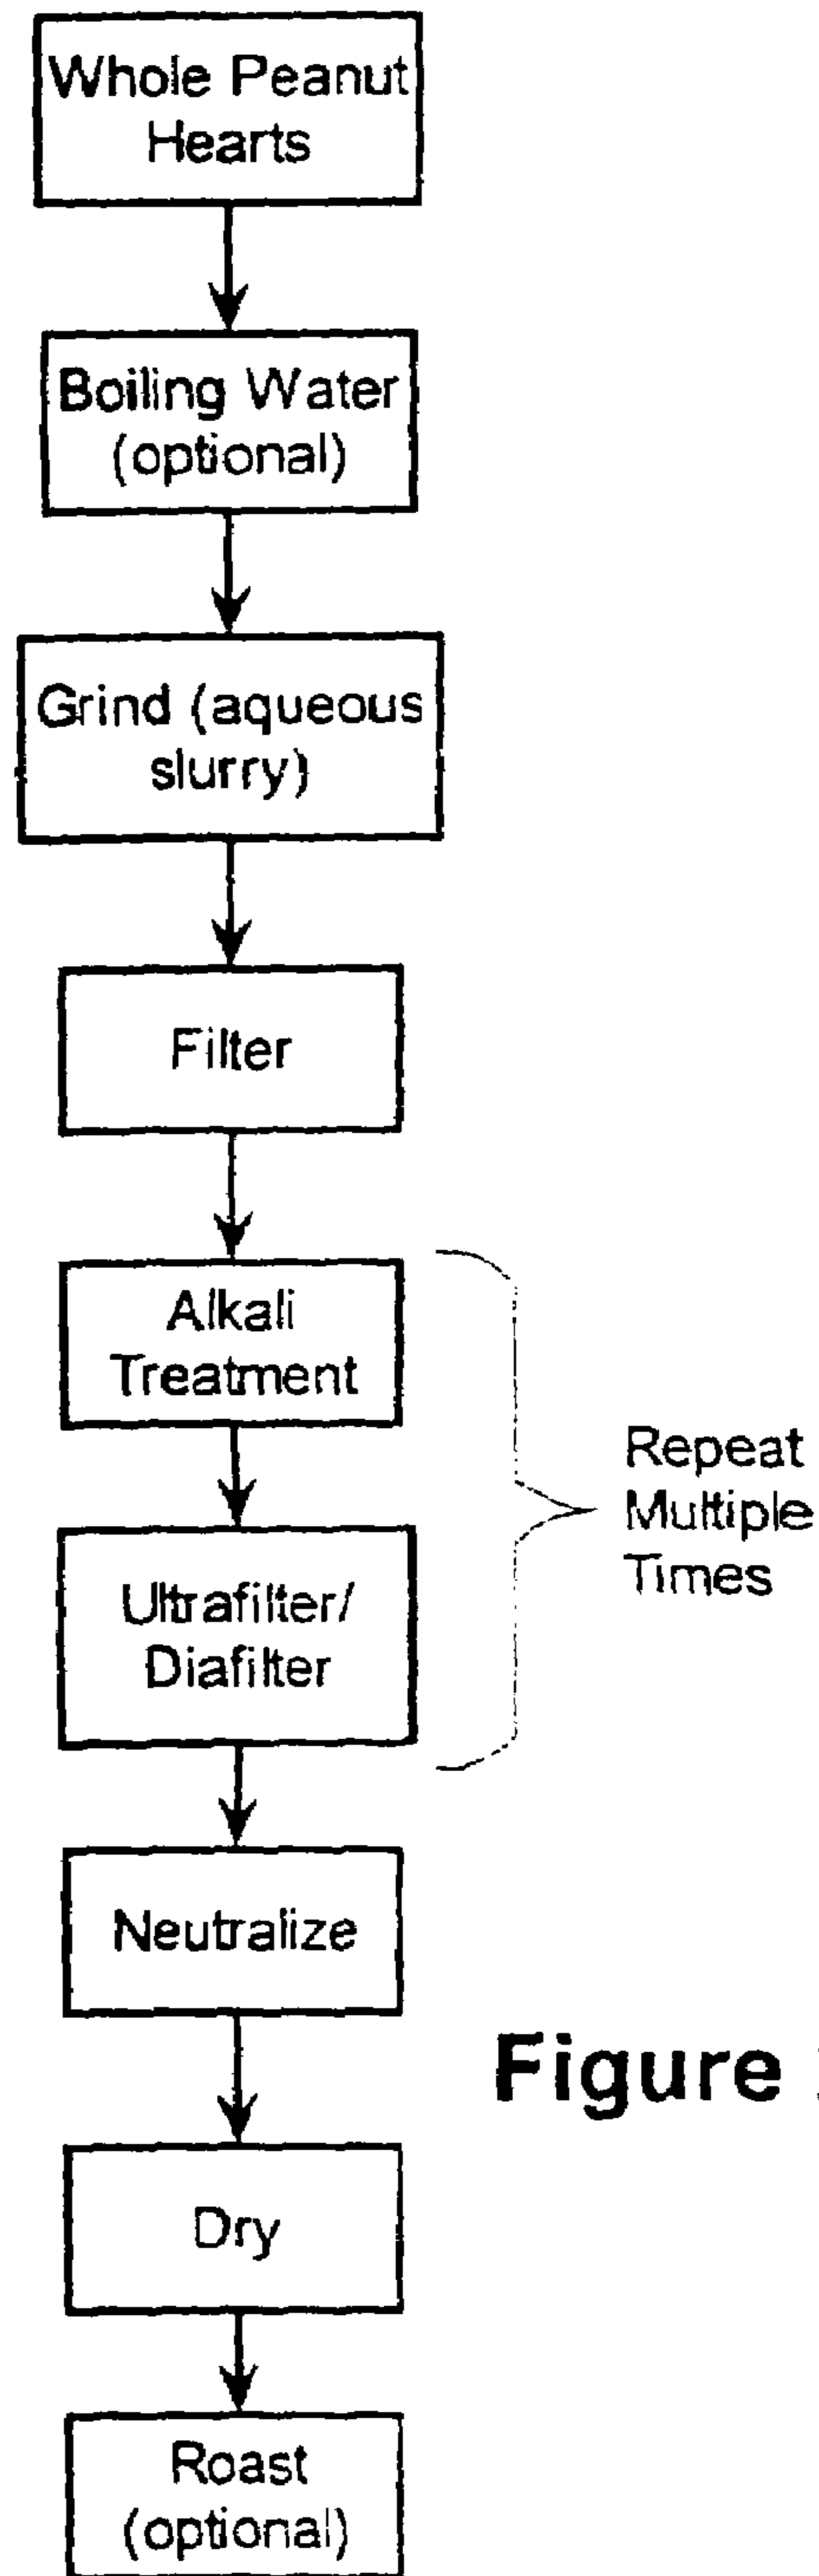 Whole Peanut
Hearts
Boiling Water
(optional)
Grind (aqueous
slurry)
Filter
Alkali
Treatment
Ultrafilter/
Diafilter
Repeat
Multiple
Times
Neutralize
Figure
Dry
Roast
(optional)